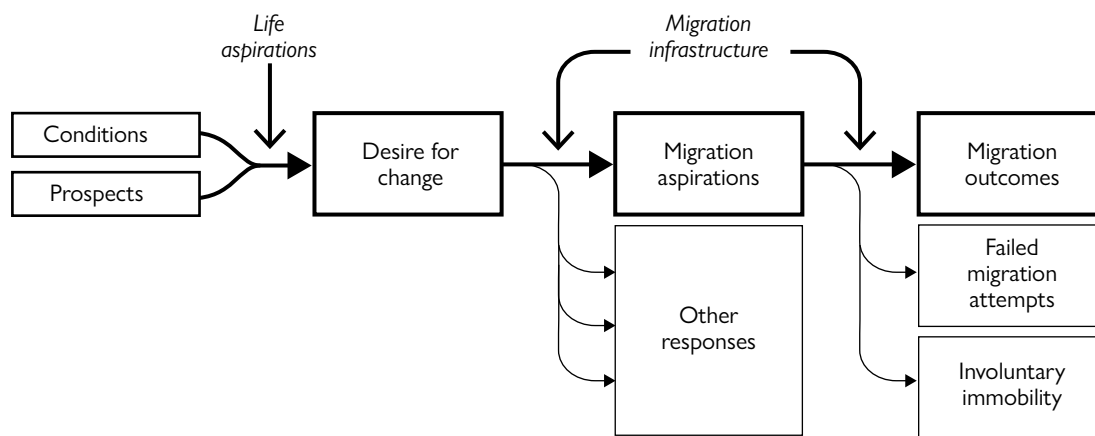 Life
aspirations
Migration
infrastructure
Conditions
Prospects
Desire for
change
Migration
aspirations
Migration
outcomes
Other
responses
Failed
migration
attempts
Involuntary
immobility